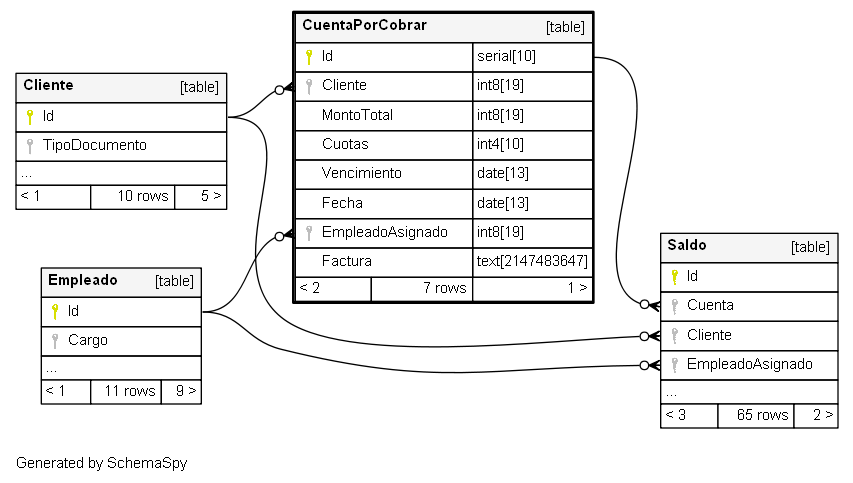 CuentaPorCobrar [table]
Id serial[10]
Cliente int8[19]
MontoTotal int8[19]
Cuotas int4[10]
Vencimiento date[13]
Fecha date[13]
EmpleadoAsignado int8[19]
Factura text[2147483647]
< 2 7 rows 1 >
Cliente [table]
Id
TipoDocumento
...
< 1 10 rows 5 >
Empleado [table]
Id
Cargo
...
< 1 11 rows 9 >
Saldo [table]
Id
Cuenta
Cliente
EmpleadoAsignado
...
< 3 65 rows 2 >
Generated by SchemaSpy